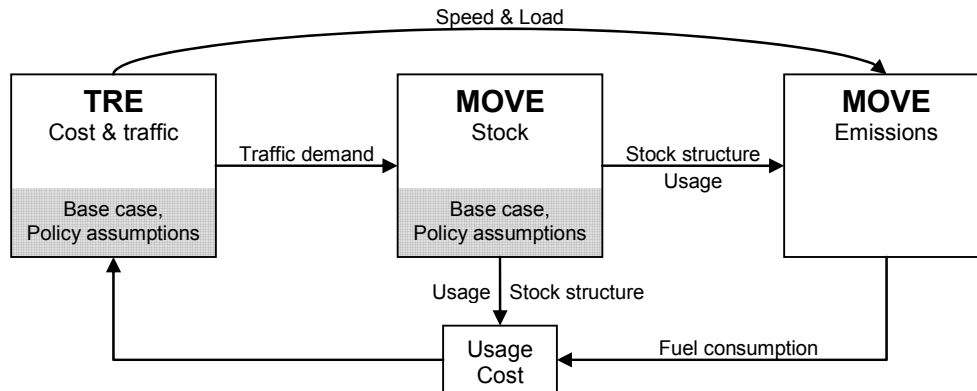 Speed & Load
TRE
Cost & traffic
Base case,
Policy assumptions
Traffic demand
MOVE
Stock
Base case,
Policy assumptions
Stock structure
Usage
MOVE
Emissions
Usage Stock structure
Usage
Cost
Fuel consumption